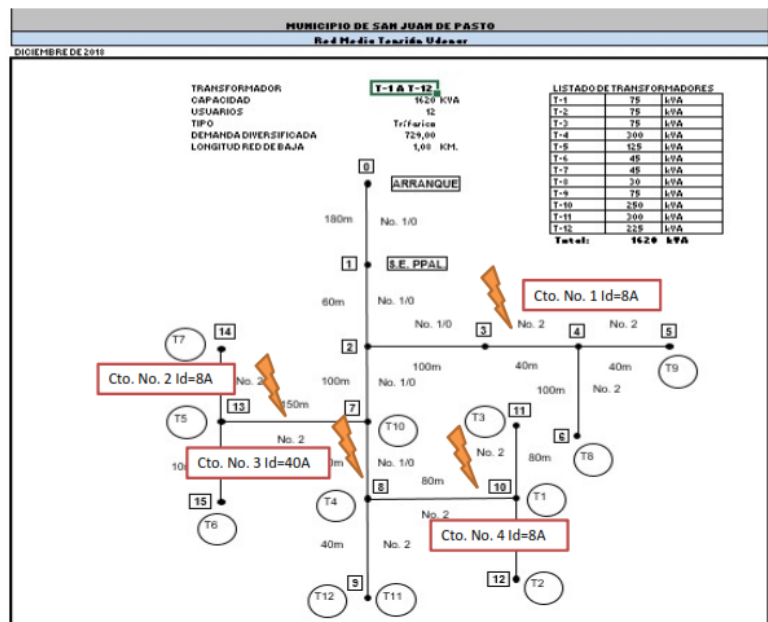 MUNICIPIO DE SAN JUAN DE PASTO
Red Media Tensión Udenar
DICIEMBRE DE 2018
TRANSFORMADOR T-1 A T-12
CAPACIDAD 1620 KVA
USUARIOS 12
TIPO Trifarica
DEMANDA DIVERSIFICADA 729,00
LONGITUD RED DE BAJA 1,08 KM.
LISTADO DE TRANSFORMADORES
T-1 75 kVA
T-2 75 kVA
T-3 75 kVA
T-4 300 kVA
T-5 125 kVA
T-6 45 kVA
T-7 45 kVA
T-8 30 kVA
T-9 75 kVA
T-10 250 kVA
T-11 300 kVA
T-12 225 kVA
Total: 1620 kVA
0
ARRANQUE
180m No. 1/0
1 S.E. PPAL.
60m No. 1/0
Cto. No. 1 Id=8A
No. 1/0 3 No. 2 4 No. 2 5
2
100m 40m 40m
T9
14
T7
Cto. No. 2 Id=8A
No. 2
100m No. 1/0
100m No. 2
13 150m 7
T5
No. 2
T10
T3
11
No. 2
6
T8
Cto. No. 3 Id=40A
No. 1/0
80m
80m
15
T6
8
T4
10
T1
No. 2
Cto. No. 4 Id=8A
40m No. 2
9
T12
T11
12
T2